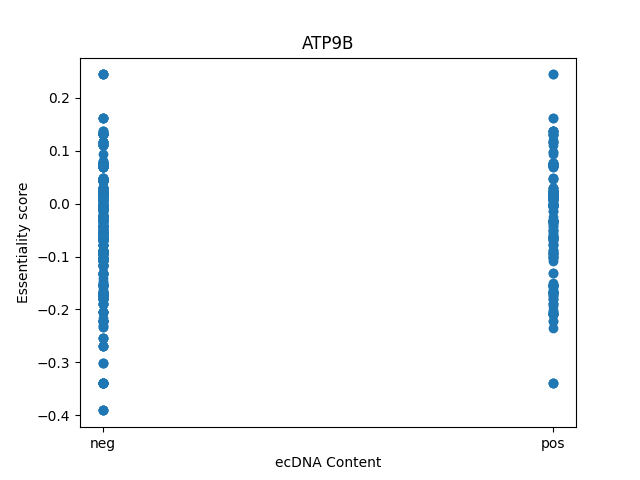 ATP9B
Essentiality score
0.2
0.1
0.0
−0.1
−0.2
−0.3
−0.4
neg
pos
ecDNA Content